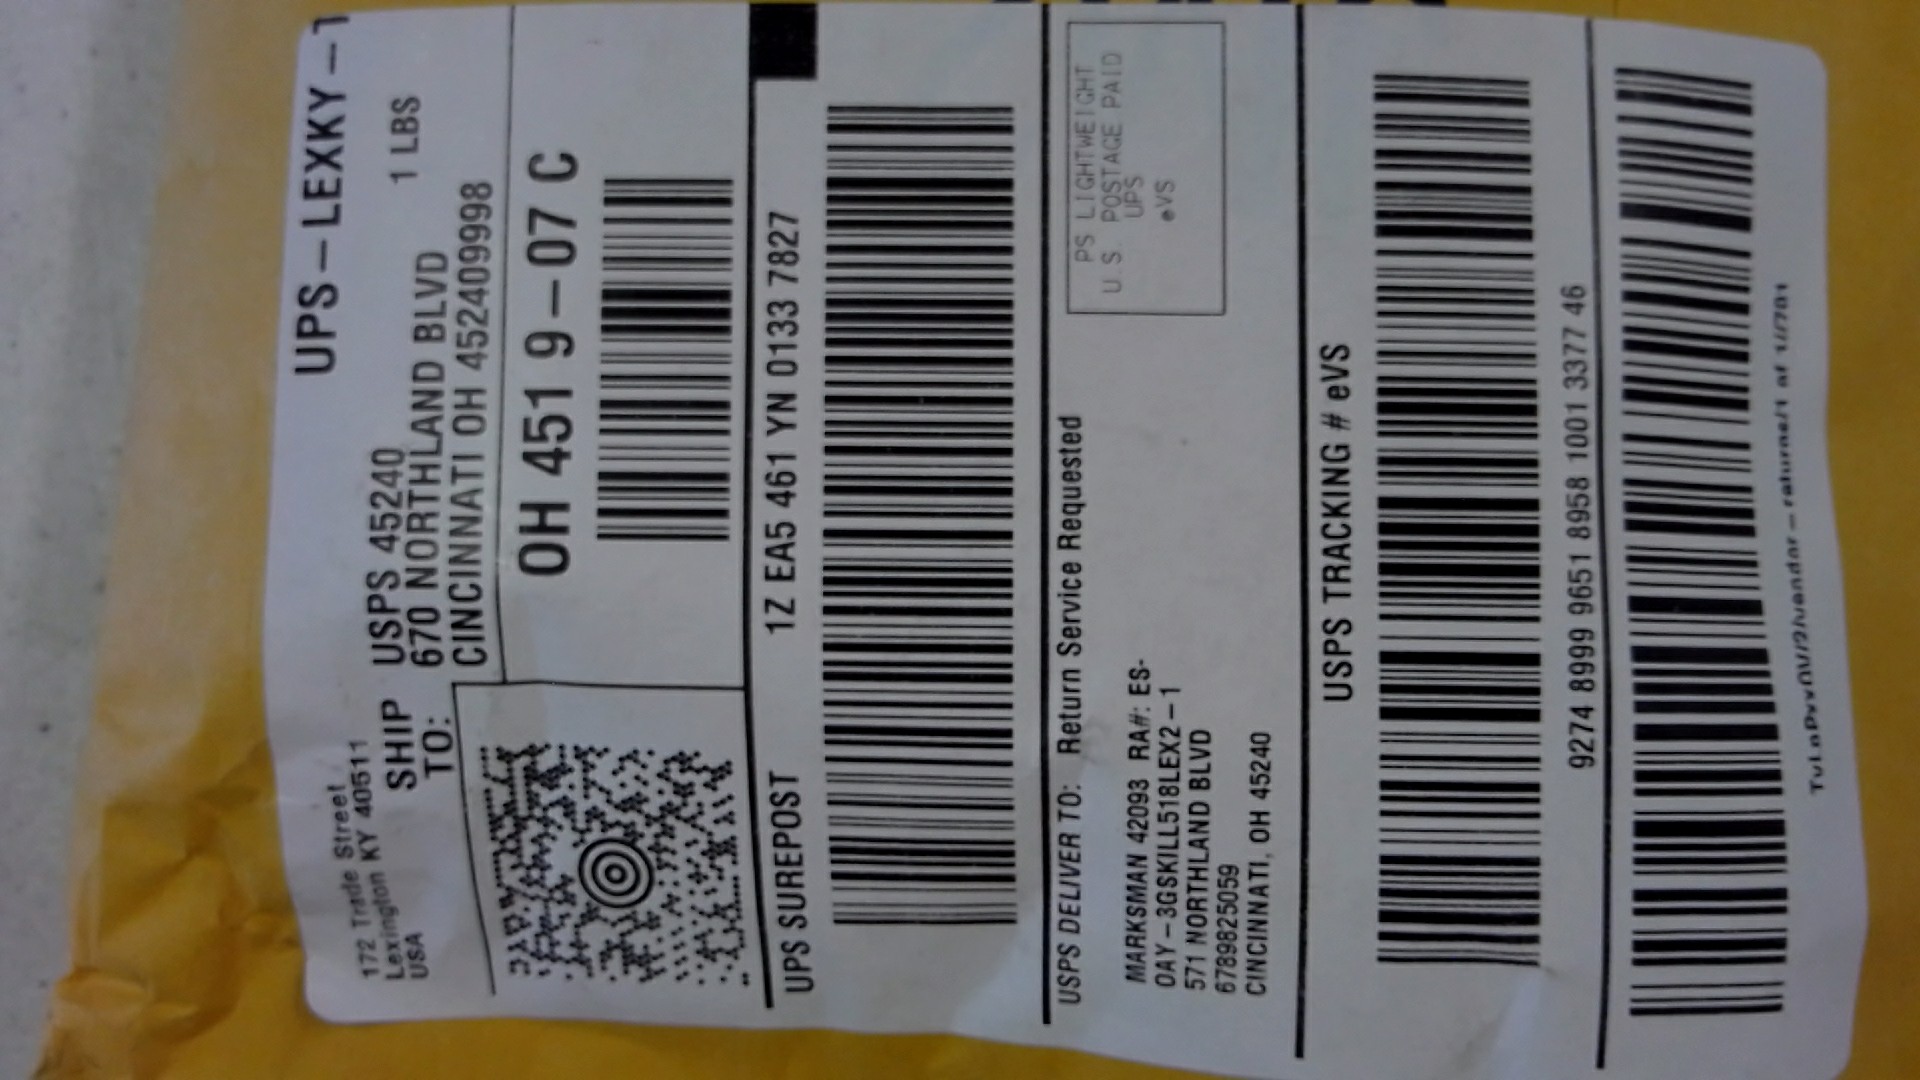 UPS-LEXKY-1
172 Trade Street
Lexington KY 40511
USA
1 LBS
SHIP TO:
USPS 45240
670 NORTHLAND BLVD
CINCINNATI OH 452409998
OH 451 9-07 C
UPS SUREPOST
1Z EA5 461 YN 0133 7827
USPS DELIVER TO:
Return Service Requested
PS LIGHTWEIGHT
U.S. POSTAGE PAID
UPS
eVS
MARKSMAN 42093 RA#: ES-
OAY-3GSKILL518LEX2-1
571 NORTHLAND BLVD
6789825059
CINCINNATI, OH 45240
USPS TRACKING # eVS
9274 8999 9651 8958 1001 3377 46